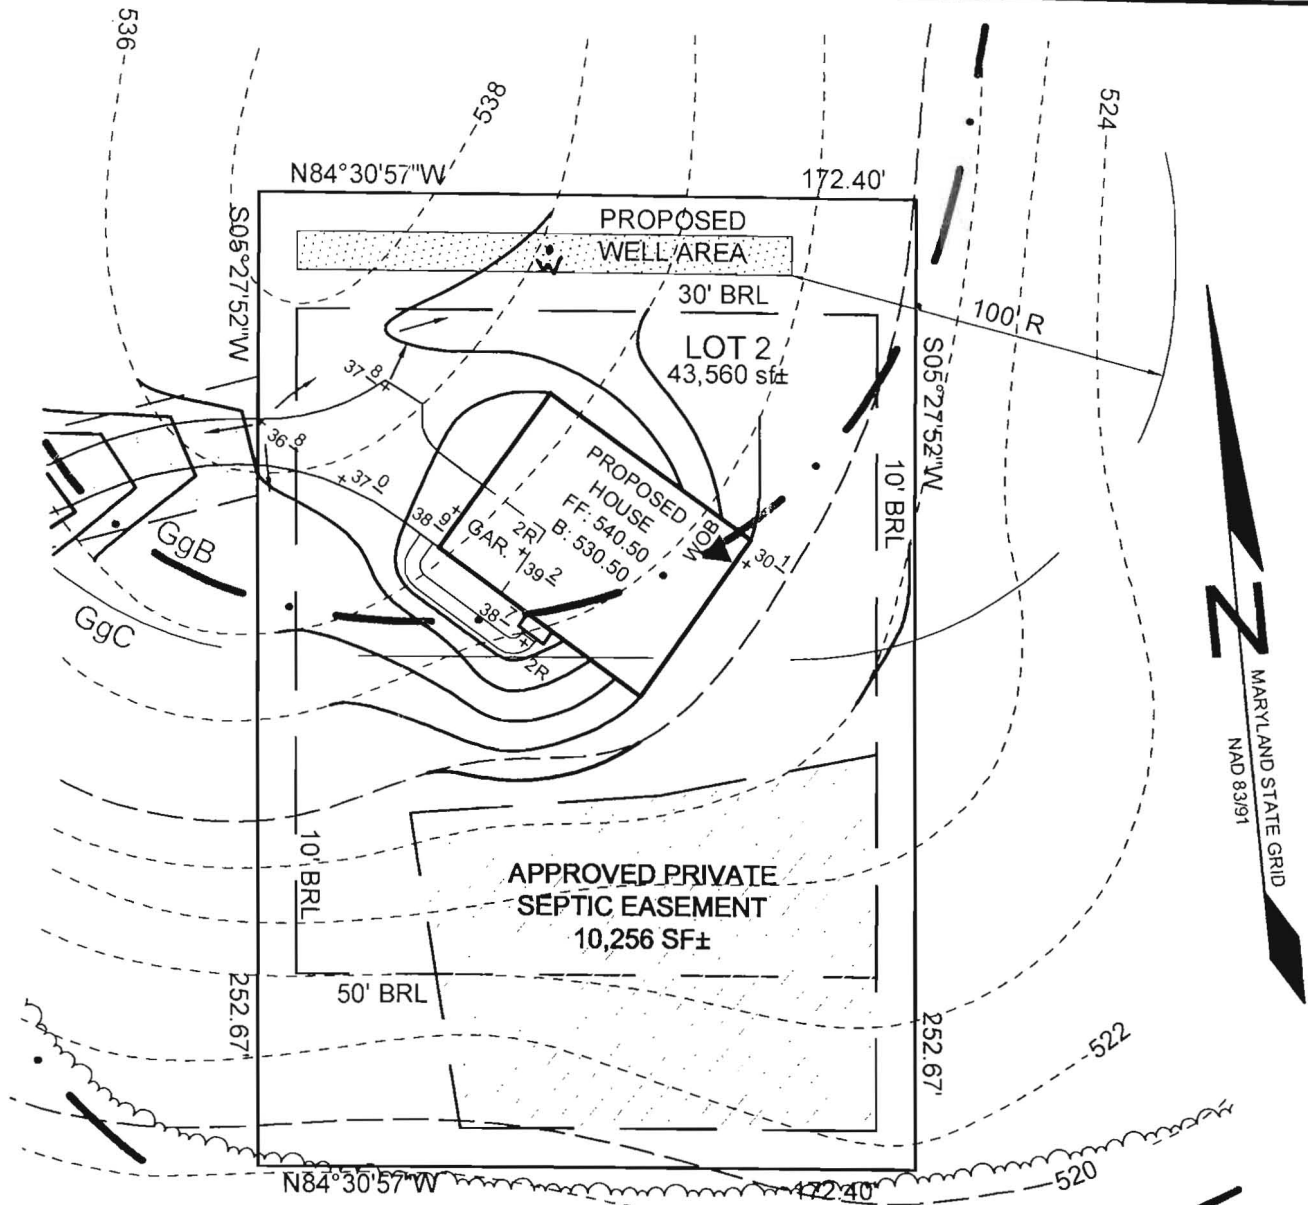 536
538
524
N84°30'57"W
172.40'
S05°27'52"W
PROPOSED
WELL AREA
W
30' BRL
100' R
LOT 2
43,560 sf±
S05°27'52"W
37 8
36 8
37 0
38 9
PROPOSED
HOUSE
FF: 540.50
B: 530.50
WOB
2R
GAR.
39 2
30 1
10' BRL
GgB
GgC
38 7
2R
N
MARYLAND STATE GRID
NAD 83/91
10' BRL
APPROVED PRIVATE
SEPTIC EASEMENT
10,256 SF±
50' BRL
252.67'
252.67'
522
520
N84°30'57"W
172.40'